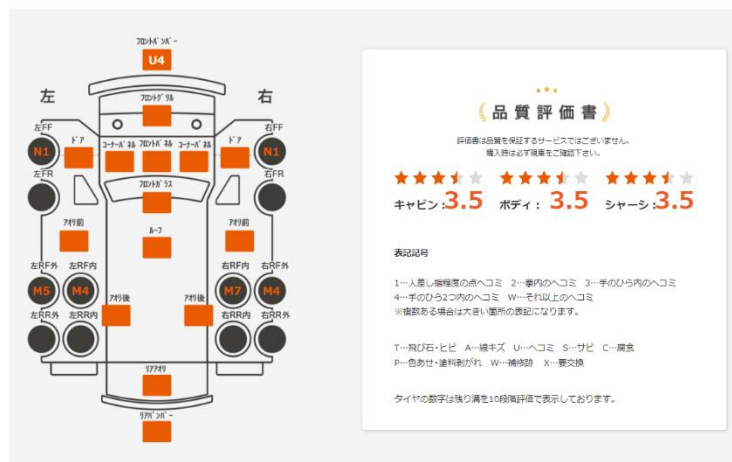 ﾌﾛﾝﾄﾊﾞﾝﾊﾟｰ
U4
左
右
ﾌﾛﾝﾄｸﾞﾘﾙ
左FF
右FF
ﾄﾞｱ
ｺｰﾅｰﾊﾟﾈﾙ
ﾌﾛﾝﾄﾊﾟﾈﾙ
ｺｰﾅｰﾊﾟﾈﾙ
ﾄﾞｱ
N1
N1
左FR
右FR
ﾌﾛﾝﾄｶﾞﾗｽ
ｱｵﾘ前
ﾙｰﾌ
ｱｵﾘ前
左RF外
左RF内
右RF内
右RF外
M5
M4
M7
M4
ｱｵﾘ後
ｱｵﾘ後
左RR外
左RR内
右RR内
右RR外
ﾘｱｱｵﾘ
ﾘｱﾊﾞﾝﾊﾟｰ
品質評価書
評価書は品質を保証するサービスではございません。
購入時は必ず現車をご確認下さい。
キャビン:3.5 ボディ: 3.5 シャーシ:3.5
表記記号
1…人差し指程度の点ヘコミ 2…拳内のヘコミ 3…手のひら内のヘコミ
4…手のひら2つ内のヘコミ W…それ以上のヘコミ
※複数ある場合は大きい箇所の表記になります。
T…飛び石・ヒビ A…線キズ U…ヘコミ S…サビ C…腐食
P…色あせ・塗料剥がれ W…補修跡 X…要交換
タイヤの数字は残り溝を10段階評価で表示しております。